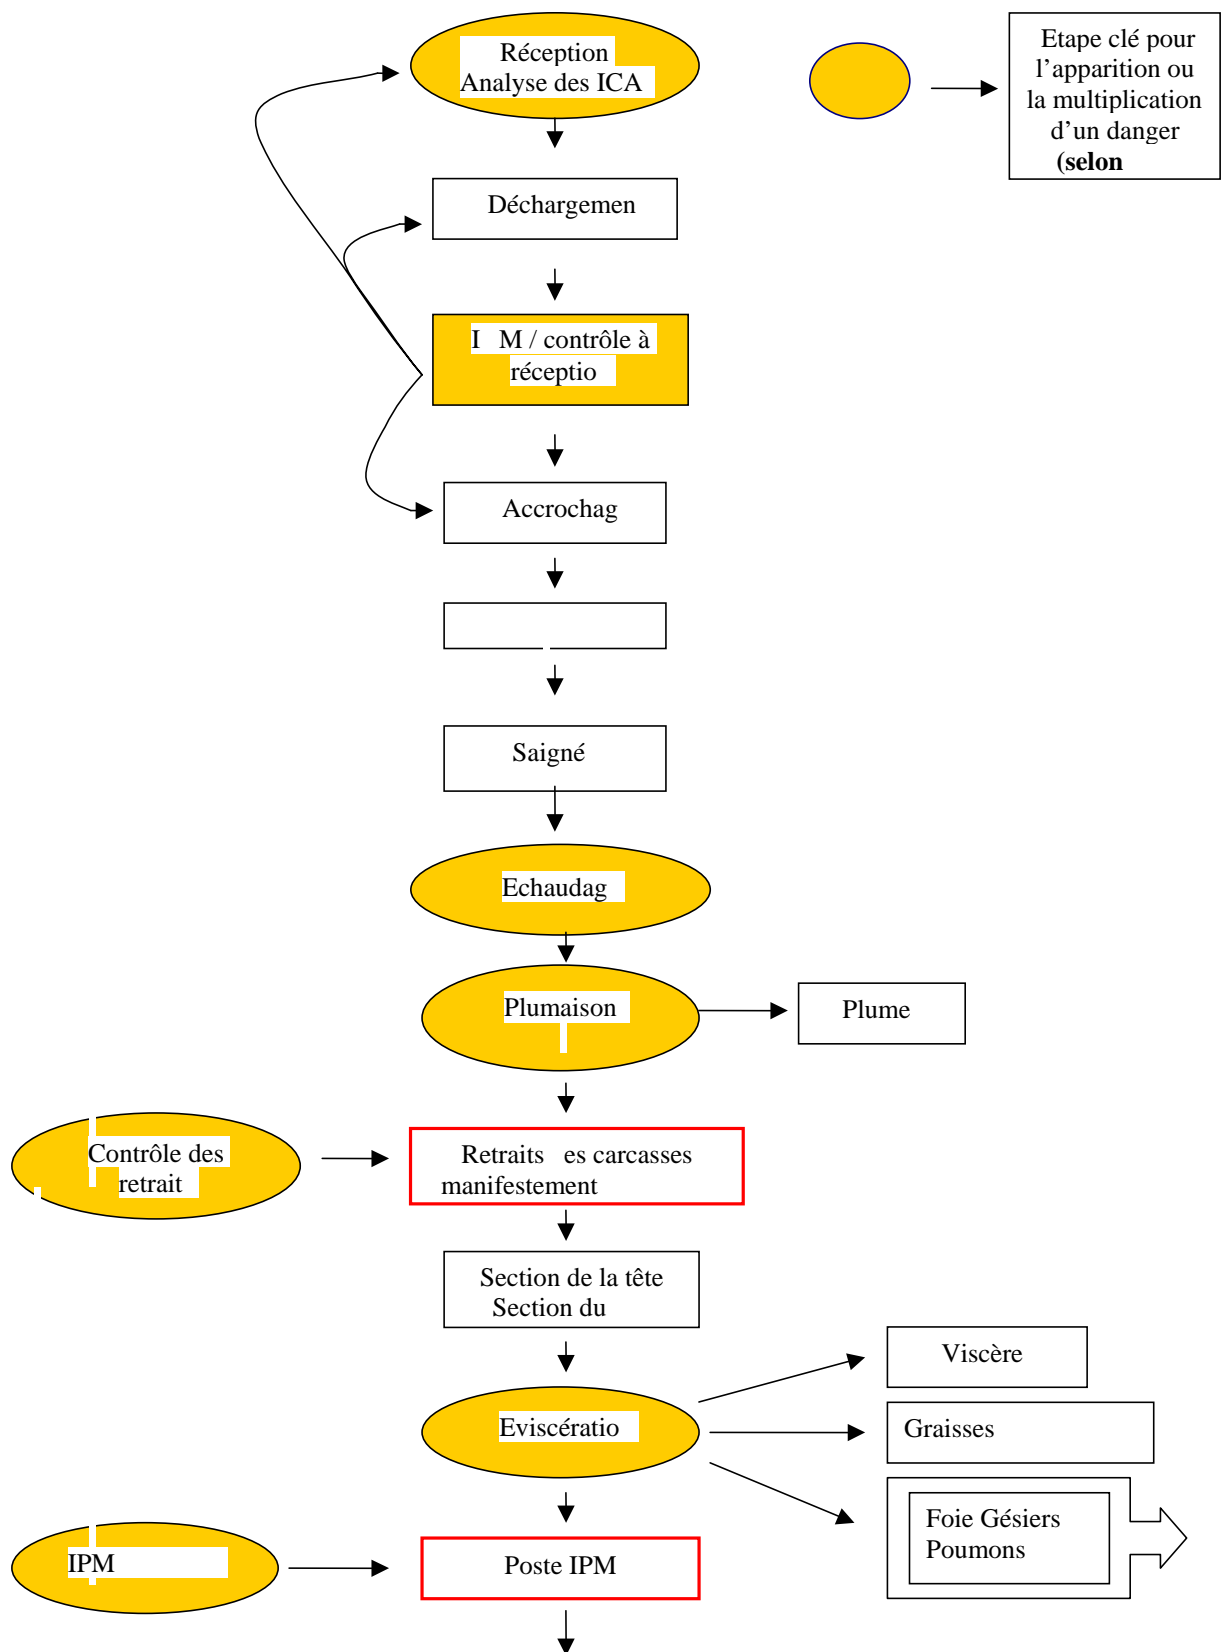 Réception
Analyse des ICA
Etape clé pour
l’apparition ou
la multiplication
d’un danger
(selon
Déchargemen
I M / contrôle à
réceptio
Accrochag
Saigné
Echaudag
Plumaison
Plume
Contrôle des
retrait
Retraits es carcasses
manifestement
Section de la tête
Section du
Eviscératio
Viscère
Graisses
Foie Gésiers
Poumons
IPM
Poste IPM